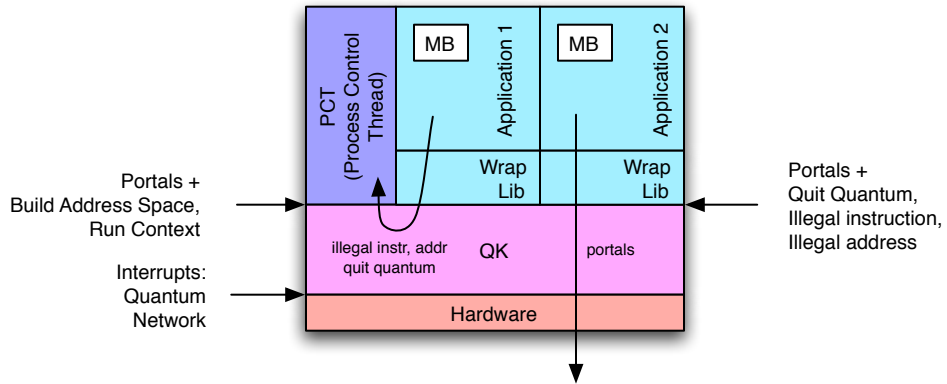 PCT
(Process Control
Thread)
MB
Application 1
MB
Application 2
Wrap
Lib
Wrap
Lib
Portals +
Build Address Space,
Run Context
Portals +
Quit Quantum,
Illegal instruction,
Illegal address
illegal instr, addr
quit quantum
QK
portals
Interrupts:
Quantum
Network
Hardware